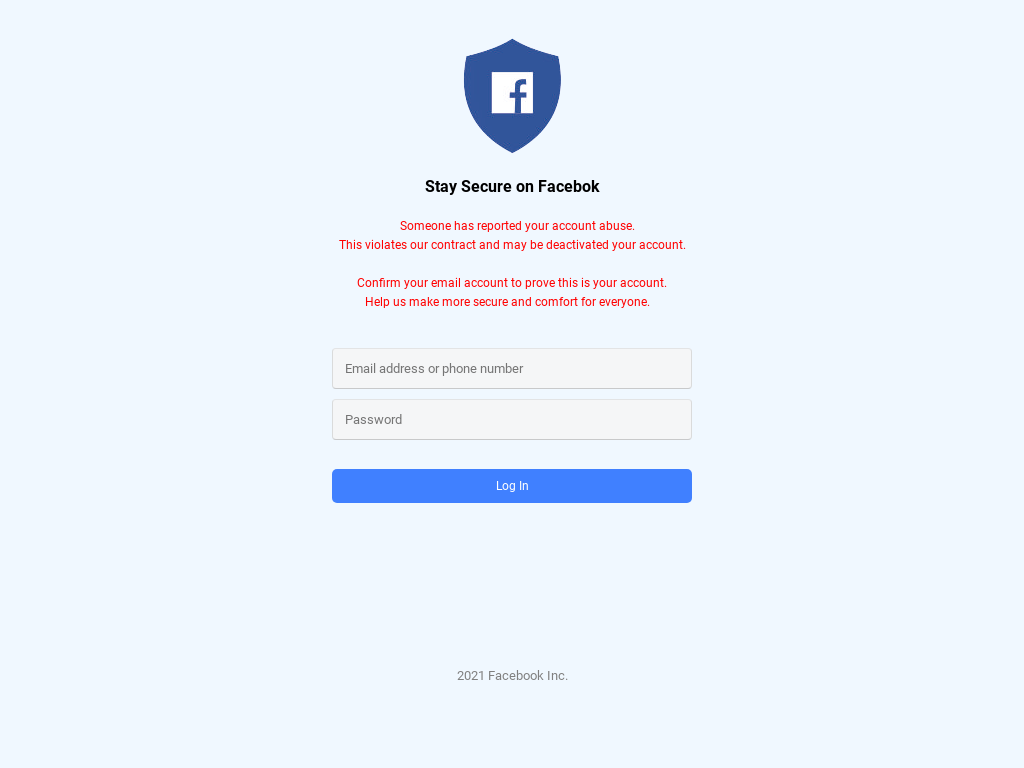 Stay Secure on Facebok
Someone has reported your account abuse.
This violates our contract and may be deactivated your account.
Confirm your email account to prove this is your account.
Help us make more secure and comfort for everyone.
Email address or phone number
Password
Log In
2021 Facebook Inc.